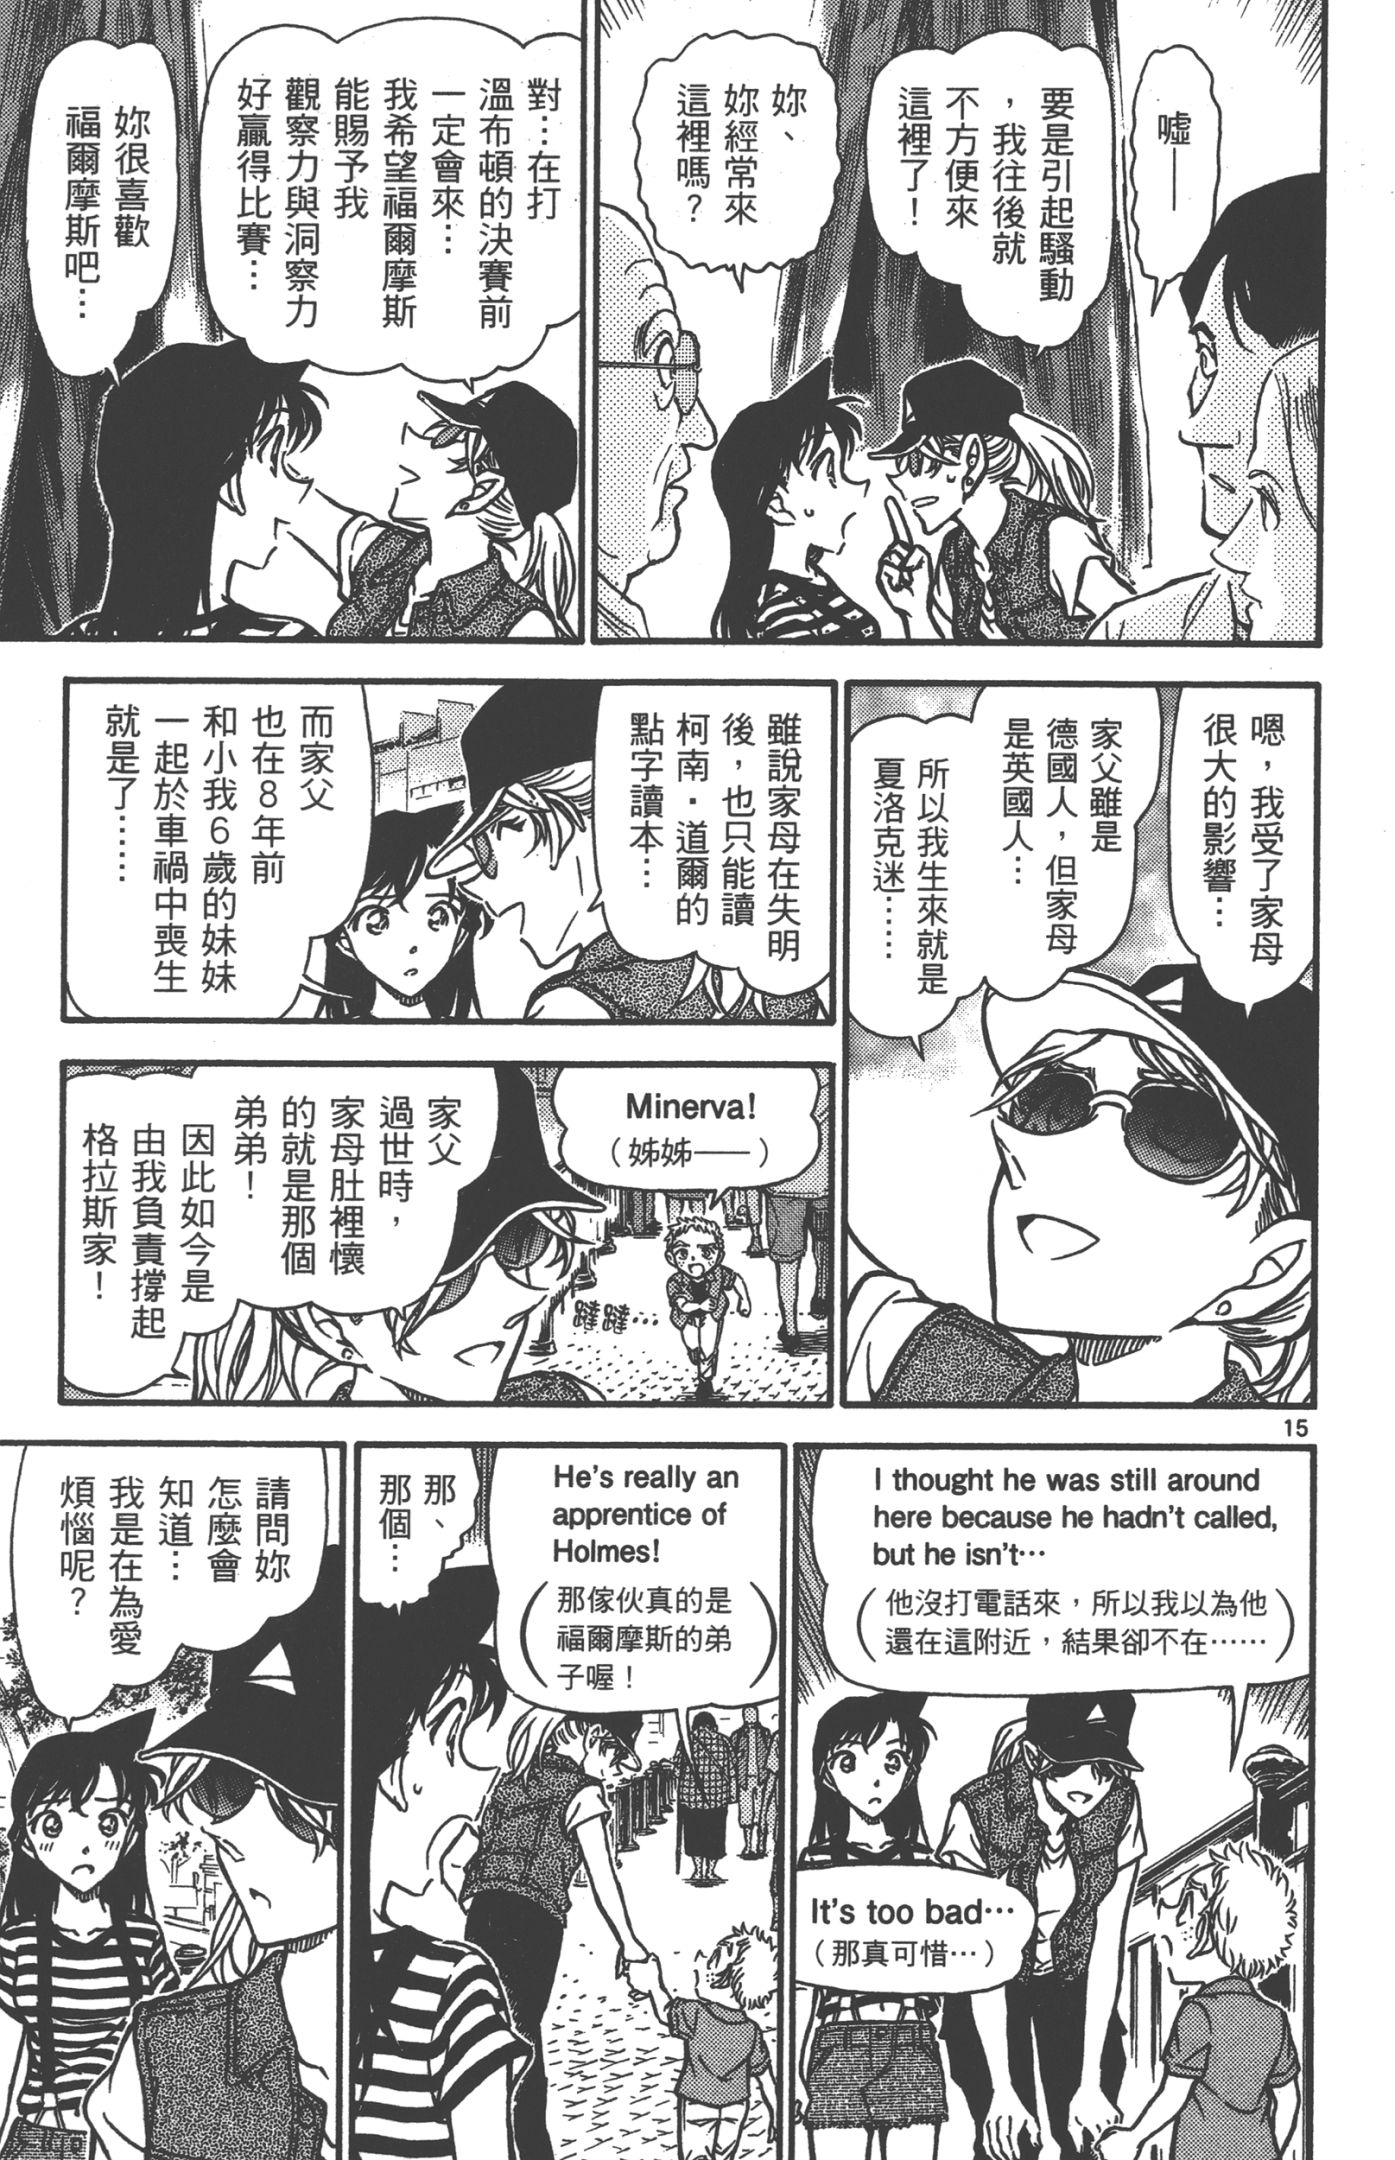 噓——
要是引起騷動
，我往後就
不方便來
這裡了！
妳、
妳經常來
這裡嗎？
對…在打
溫布頓的決賽前
一定會來…
我希望福爾摩斯
能賜予我
觀察力與洞察力
好贏得比賽…
妳很喜歡
福爾摩斯吧…
嗯，我受了家母
很大的影響…
家父雖是
德國人，但家母
是英國人…
所以我生來就是
夏洛克迷……
雖說家母在失明
後，也只能讀
柯南·道爾的
點字讀本…
而家父
也在8年前
和小我6歲的妹妹
一起於車禍中喪生
就是了……
Minerva!
（姊姊——）
躂躂…
家父
過世時，
家母肚裡懷
的就是那個
弟弟！
因此如今是
由我負責撐起
格拉斯家！
15
I thought he was still around
here because he hadn't called,
but he isn't…
（他沒打電話來，所以我以為他
還在這附近，結果卻不在……）
It's too bad…
（那真可惜…）
He's really an
apprentice of
Holmes!
（那傢伙真的是
福爾摩斯的弟
子喔！）
那、
那個…
請問妳
怎麼會
知道…
我是在為愛
煩惱呢？